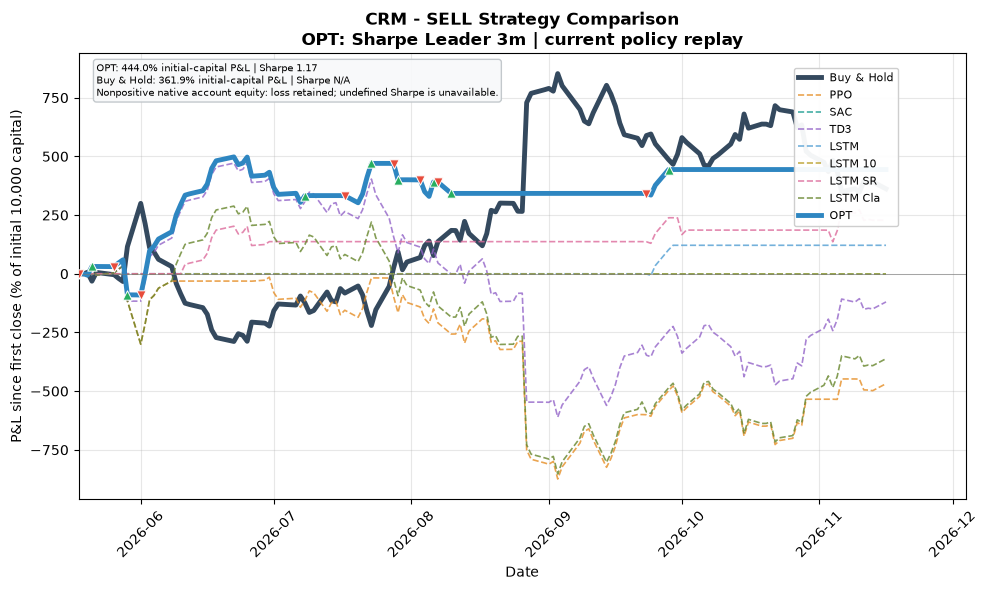 CRM - SELL Strategy Comparison
OPT: Sharpe Leader 3m | current policy replay
OPT: 444.0% initial-capital P&L | Sharpe 1.17
Buy & Hold: 361.9% initial-capital P&L | Sharpe N/A
Nonpositive native account equity: loss retained; undefined Sharpe is unavailable.
Buy & Hold
PPO
SAC
TD3
LSTM
LSTM 10
LSTM SR
LSTM Cla
OPT
P&L since first close (% of initial 10,000 capital)
750
500
250
0
−250
−500
−750
2026-06
2026-07
2026-08
2026-09
2026-10
2026-11
2026-12
Date